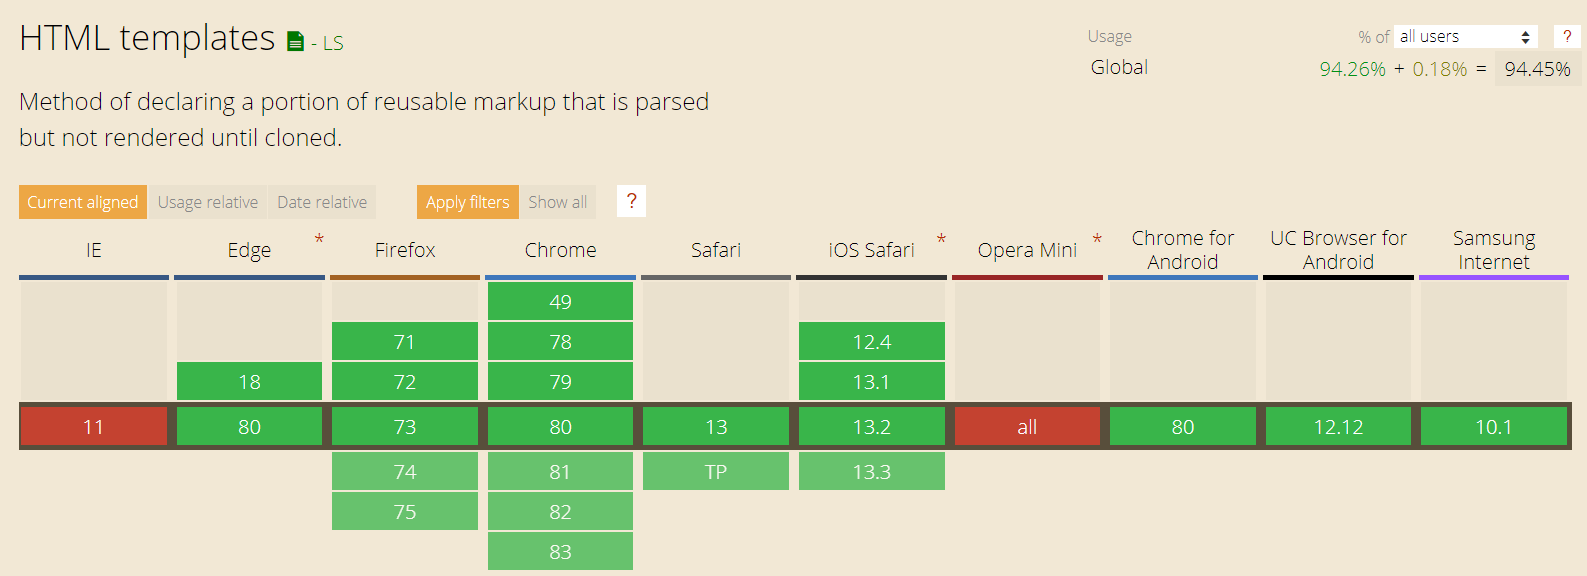 HTML templates - LS
Usage % of all users ?
Global 94.26% + 0.18% = 94.45%
Method of declaring a portion of reusable markup that is parsed
but not rendered until cloned.
Current aligned Usage relative Date relative Apply filters Show all ?
IE Edge * Firefox Chrome Safari iOS Safari * Opera Mini * Chrome for Android UC Browser for Android Samsung Internet
49
71 78 12.4
18 72 79 13.1
11 80 73 80 13 13.2 all 80 12.12 10.1
74 81 TP 13.3
75 82
83